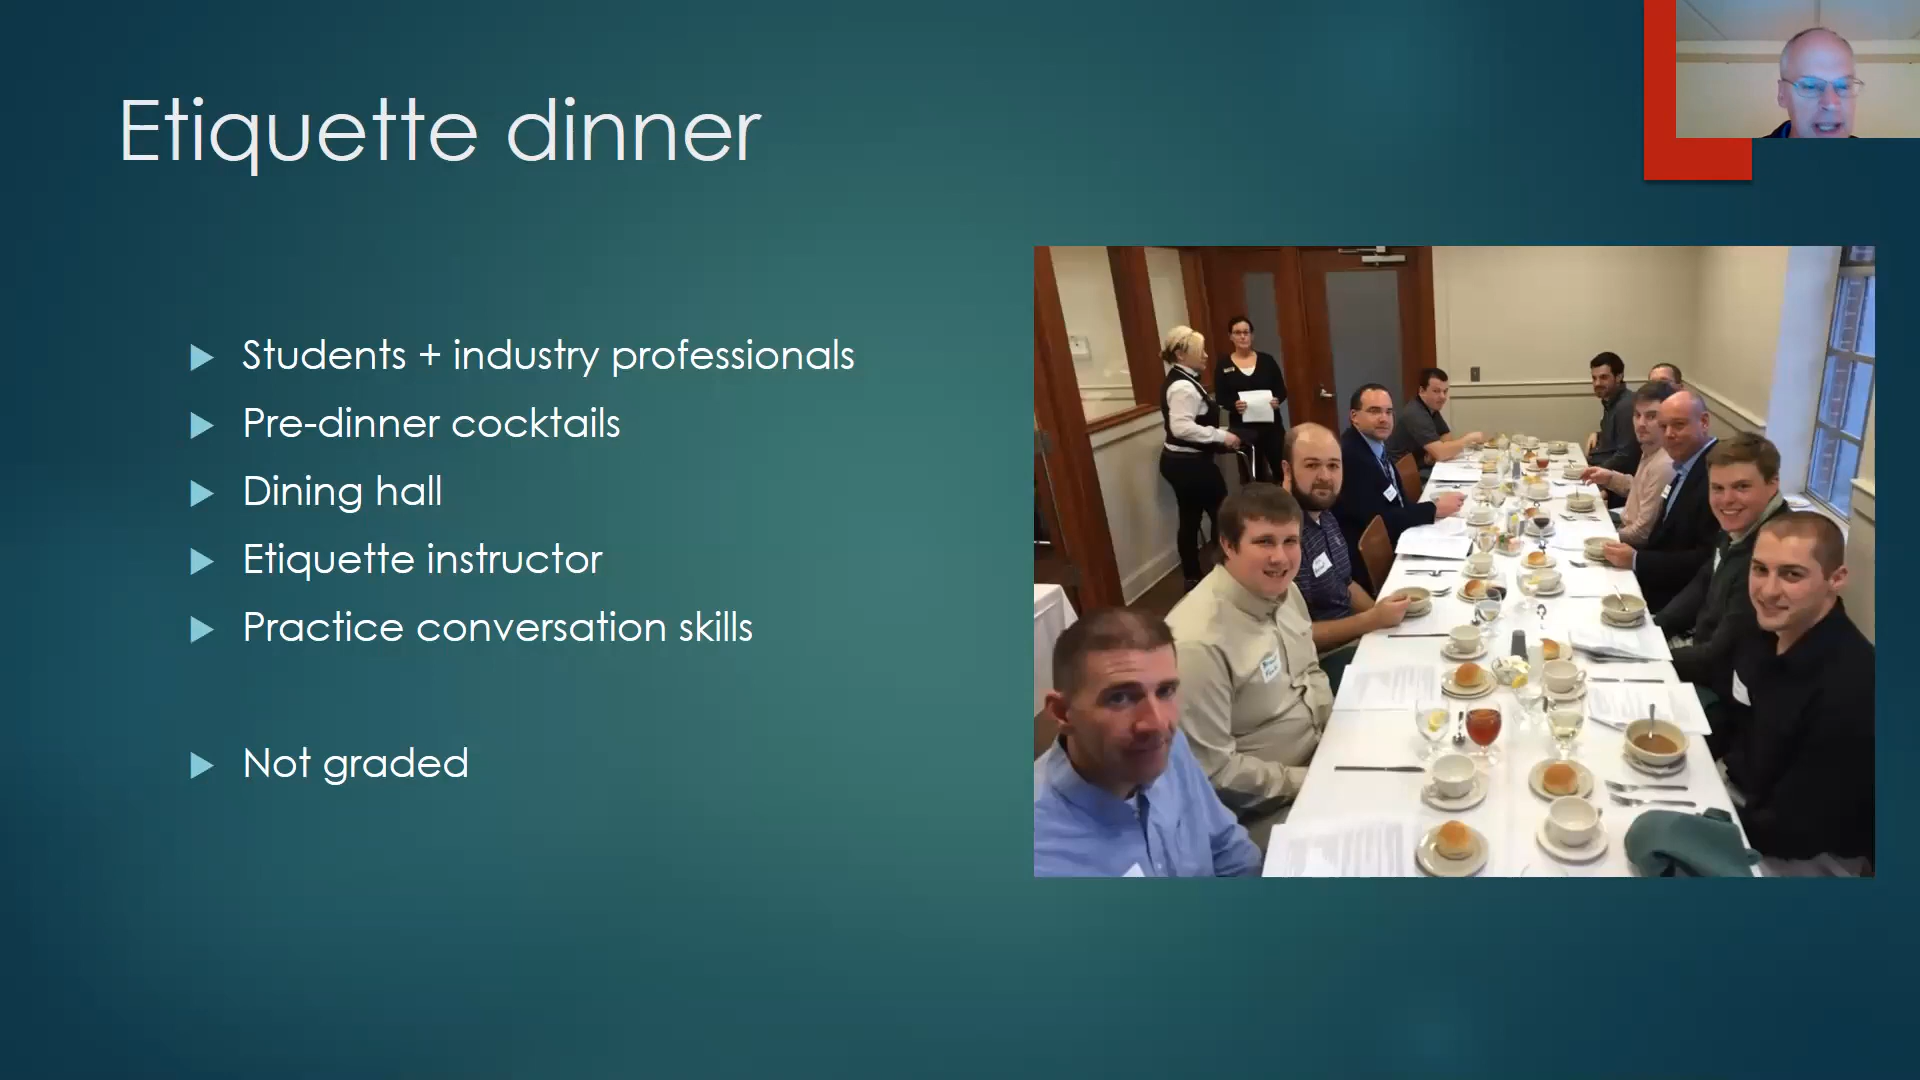 Etiquette dinner
Students + industry professionals
Pre-dinner cocktails
Dining hall
Etiquette instructor
Practice conversation skills
Not graded